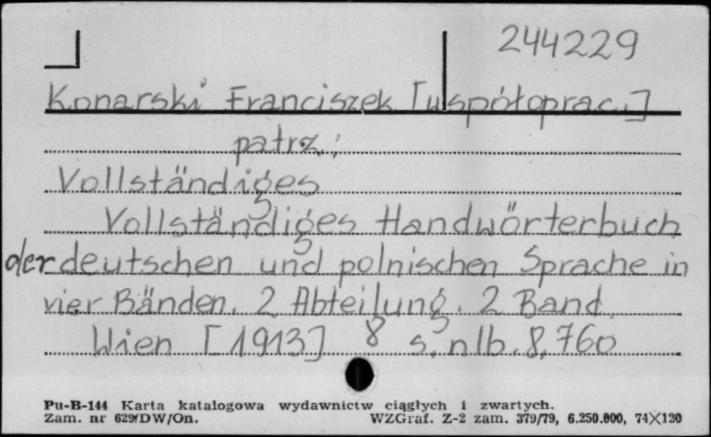 244229
Konarski Franciszek [współoprac.]
patrz:
Vollständiges
Vollständiges Handwörterbuch
der deutschen und polnischen Sprache in
vier Bänden. 2 Abteilung. 2 Band.
Wien [1913] 8 s. nlb. 8, 760
Pu-B-144 Karta katalogowa wydawnictw ciągłych i zwartych.
Zam. nr 629/DW/On. WZGraf. Z-2 zam. 379/79, 6.250.000, 74×120